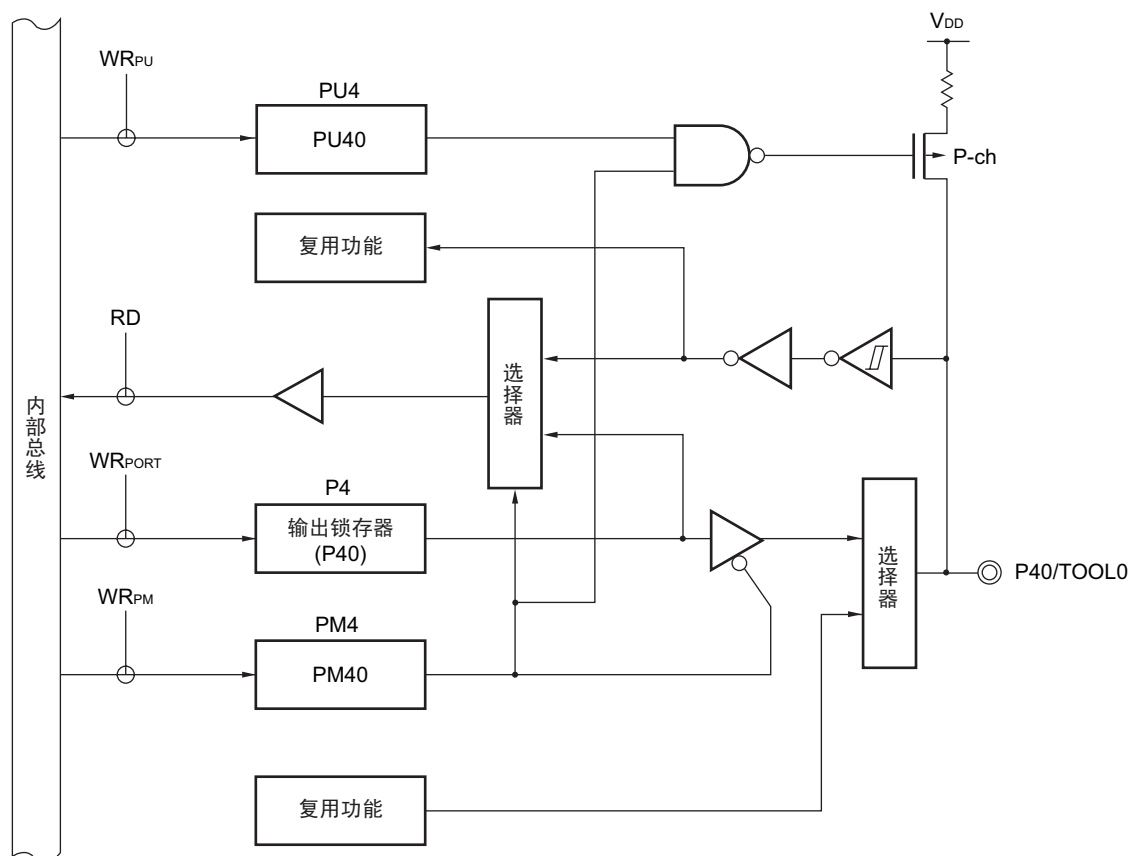 VDD
WRPU
PU4
PU40
P-ch
复用功能
RD
选择器
内部总线
WRPORT
P4
输出锁存器
(P40)
选择器
P40/TOOL0
WRPM
PM4
PM40
复用功能